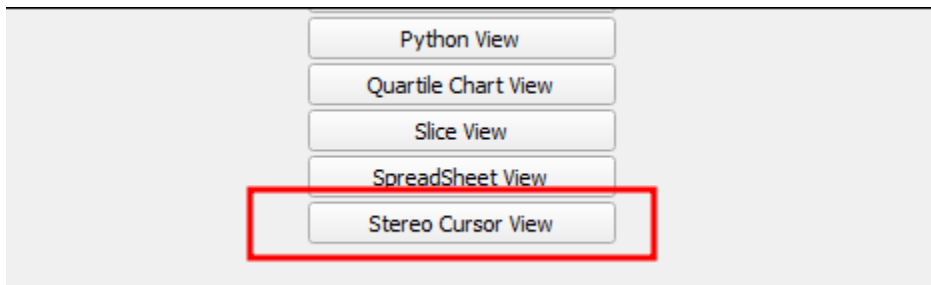 Python View
Quartile Chart View
Slice View
SpreadSheet View
Stereo Cursor View